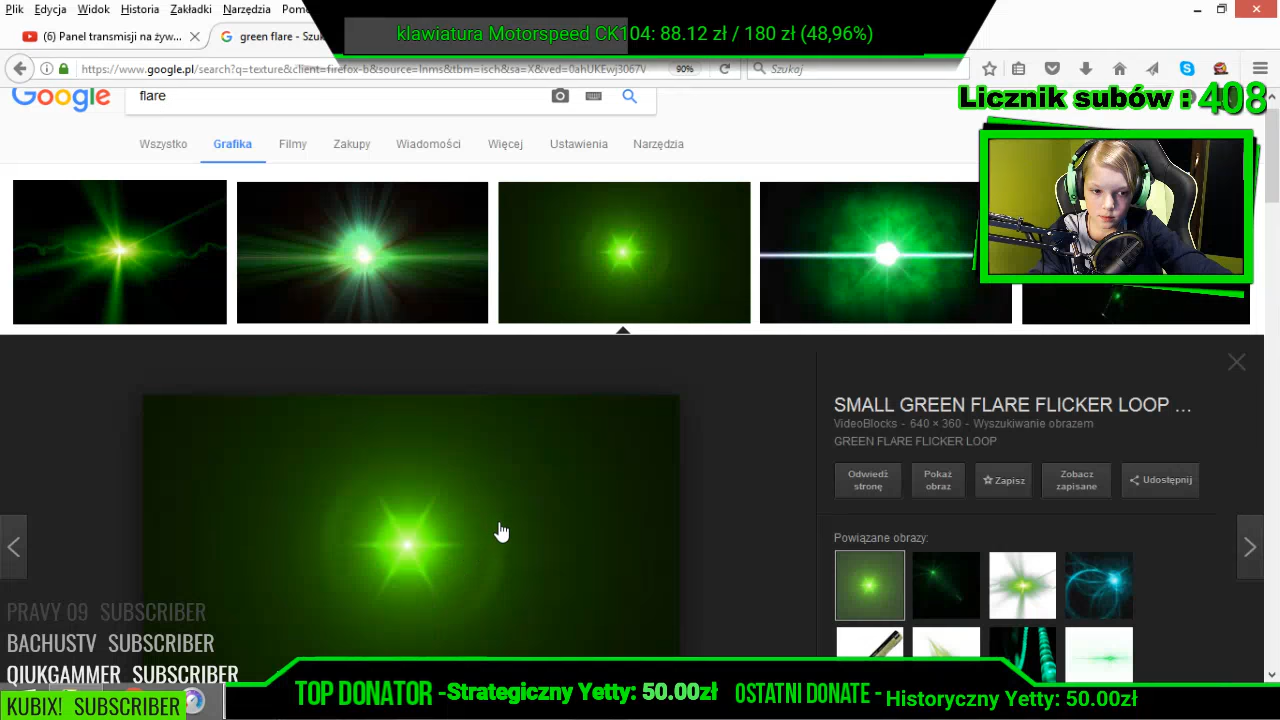 Plik Edycja Widok Historia Zakładki Narzędzia
klawiatura Motorspeed CK104: 88.12 zł / 180 zł (48,96%)
(6) Panel transmisji na żyw...
green flare - Szuk
https://www.google.pl/search?q=texture&client=firefox-b&source=lnms&tbm=isch&sa=X&ved=0ahUKEwj3067V
90%
Szukaj
Licznik subów : 408
Google
flare
Wszystko Grafika Filmy Zakupy Wiadomości Więcej Ustawienia Narzędzia
SMALL GREEN FLARE FLICKER LOOP ...
VideoBlocks - 640 × 360 - Wyszukiwanie obrazem
GREEN FLARE FLICKER LOOP
Odwiedź stronę
Pokaż obraz
Zapisz
Zobacz zapisane
Udostępnij
Powiązane obrazy:
PRAVY 09 SUBSCRIBER
BACHUSTV SUBSCRIBER
QIUKGAMMER SUBSCRIBER
KUBIX! SUBSCRIBER
TOP DONATOR - Strategiczny Yetty: 50.00zł
OSTATNI DONATE - Historyczny Yetty: 50.00zł